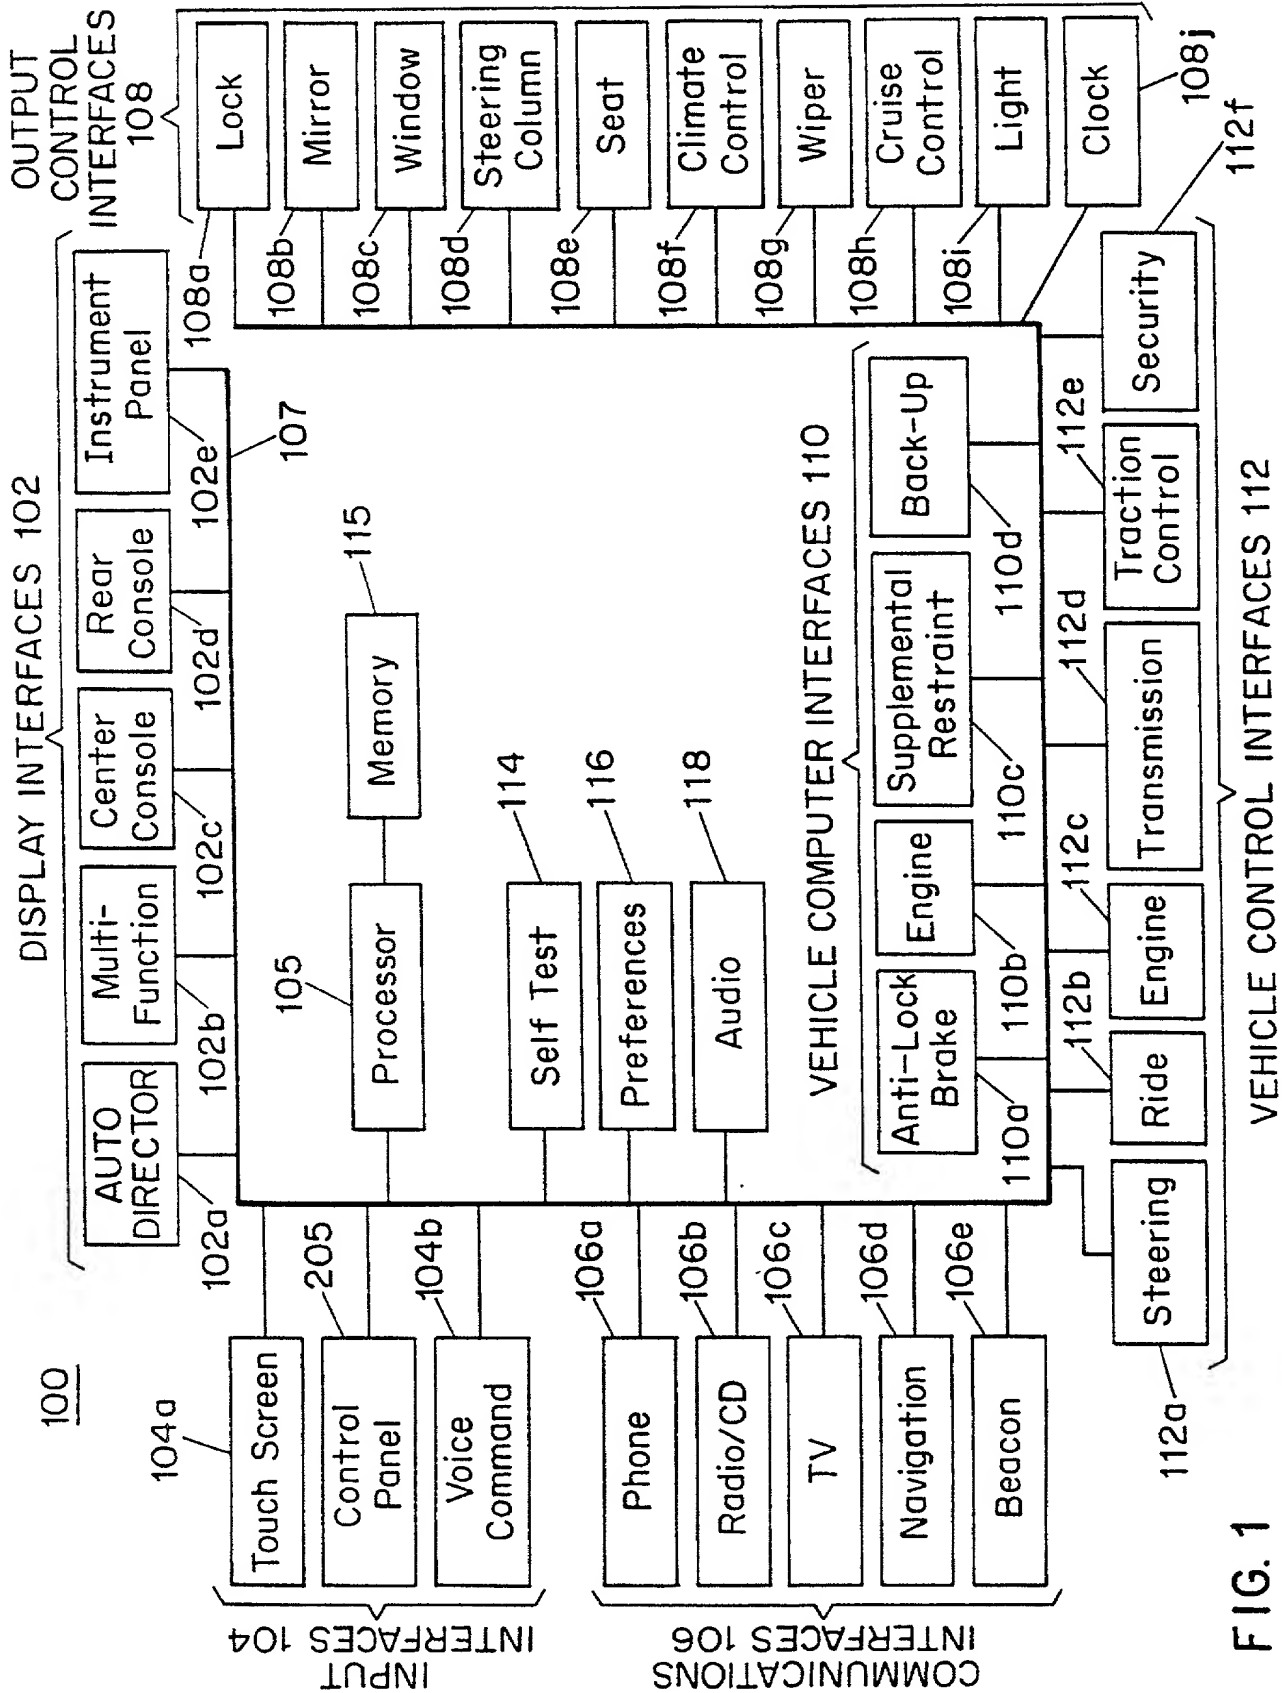 100
DISPLAY INTERFACES 102
AUTO
DIRECTOR
102a
Multi-
Function
102b
Center
Console
102c
Rear
Console
102d
Instrument
Panel
102e
107
OUTPUT
CONTROL
INTERFACES
108
Lock
108a
Mirror
108b
Window
108c
Steering
Column
108d
Seat
108e
Climate
Control
108f
Wiper
108g
Cruise
Control
108h
Light
108i
Clock
108j
INPUT
INTERFACES 104
104a
Touch Screen
Control
Panel
205
Voice
Command
104b
COMMUNICATIONS
INTERFACES 106
Phone
106a
Radio/CD
106b
TV
106c
Navigation
106d
Beacon
106e
105
Processor
Memory
115
Self Test
114
Preferences
116
Audio
118
VEHICLE COMPUTER INTERFACES 110
Anti-Lock
Brake
110a
Engine
110b
Supplemental
Restraint
110c
Back-Up
110d
Steering
112a
Ride
112b
Engine
112c
Transmission
112d
Traction
Control
112e
Security
112f
VEHICLE CONTROL INTERFACES 112
FIG. 1